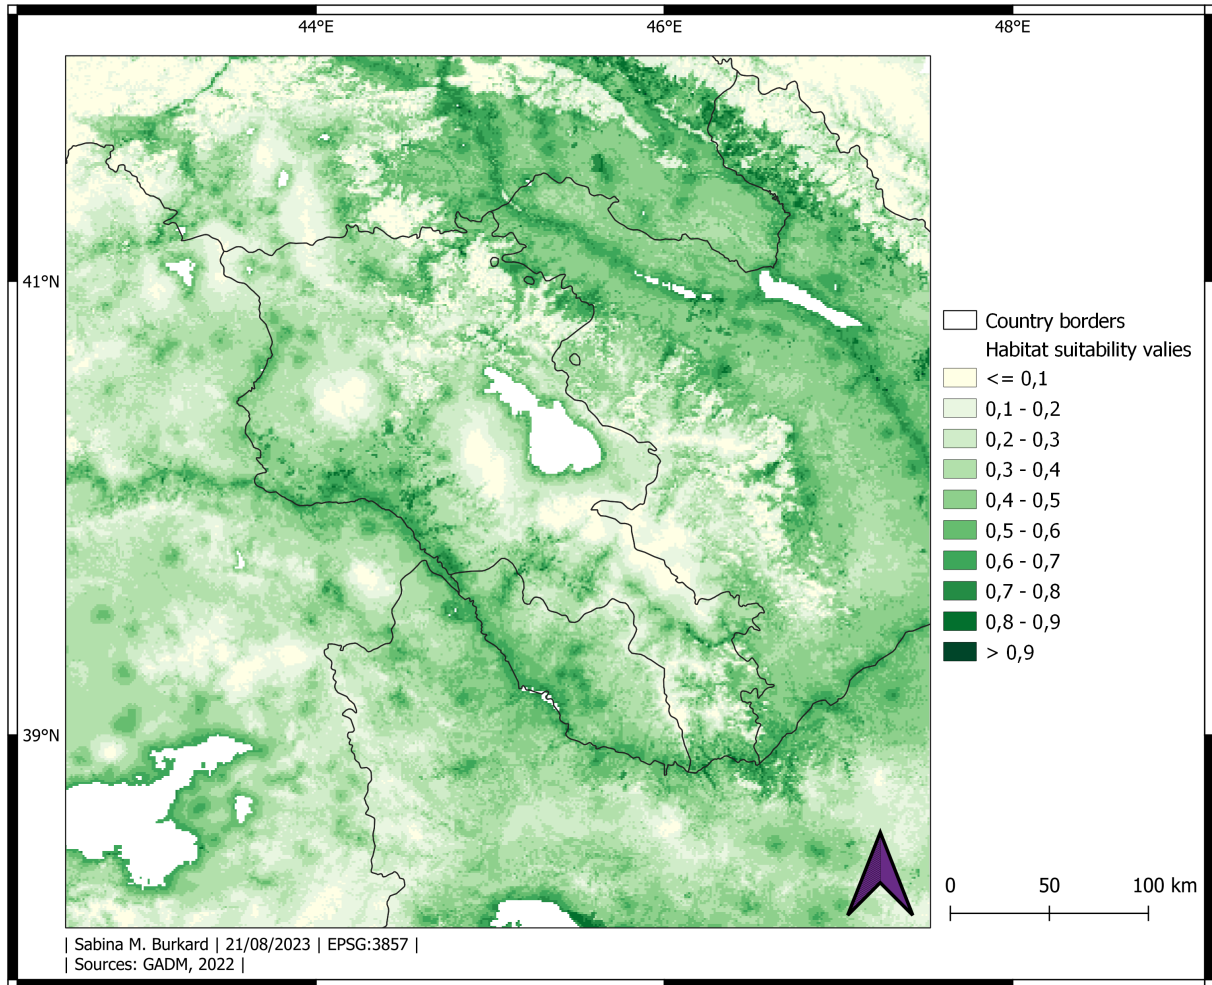 44°E 46°E 48°E
41°N
39°N
Country borders
Habitat suitability valies
<= 0,1
0,1 - 0,2
0,2 - 0,3
0,3 - 0,4
0,4 - 0,5
0,5 - 0,6
0,6 - 0,7
0,7 - 0,8
0,8 - 0,9
> 0,9
0 50 100 km
| Sabina M. Burkard | 21/08/2023 | EPSG:3857 |
| Sources: GADM, 2022 |